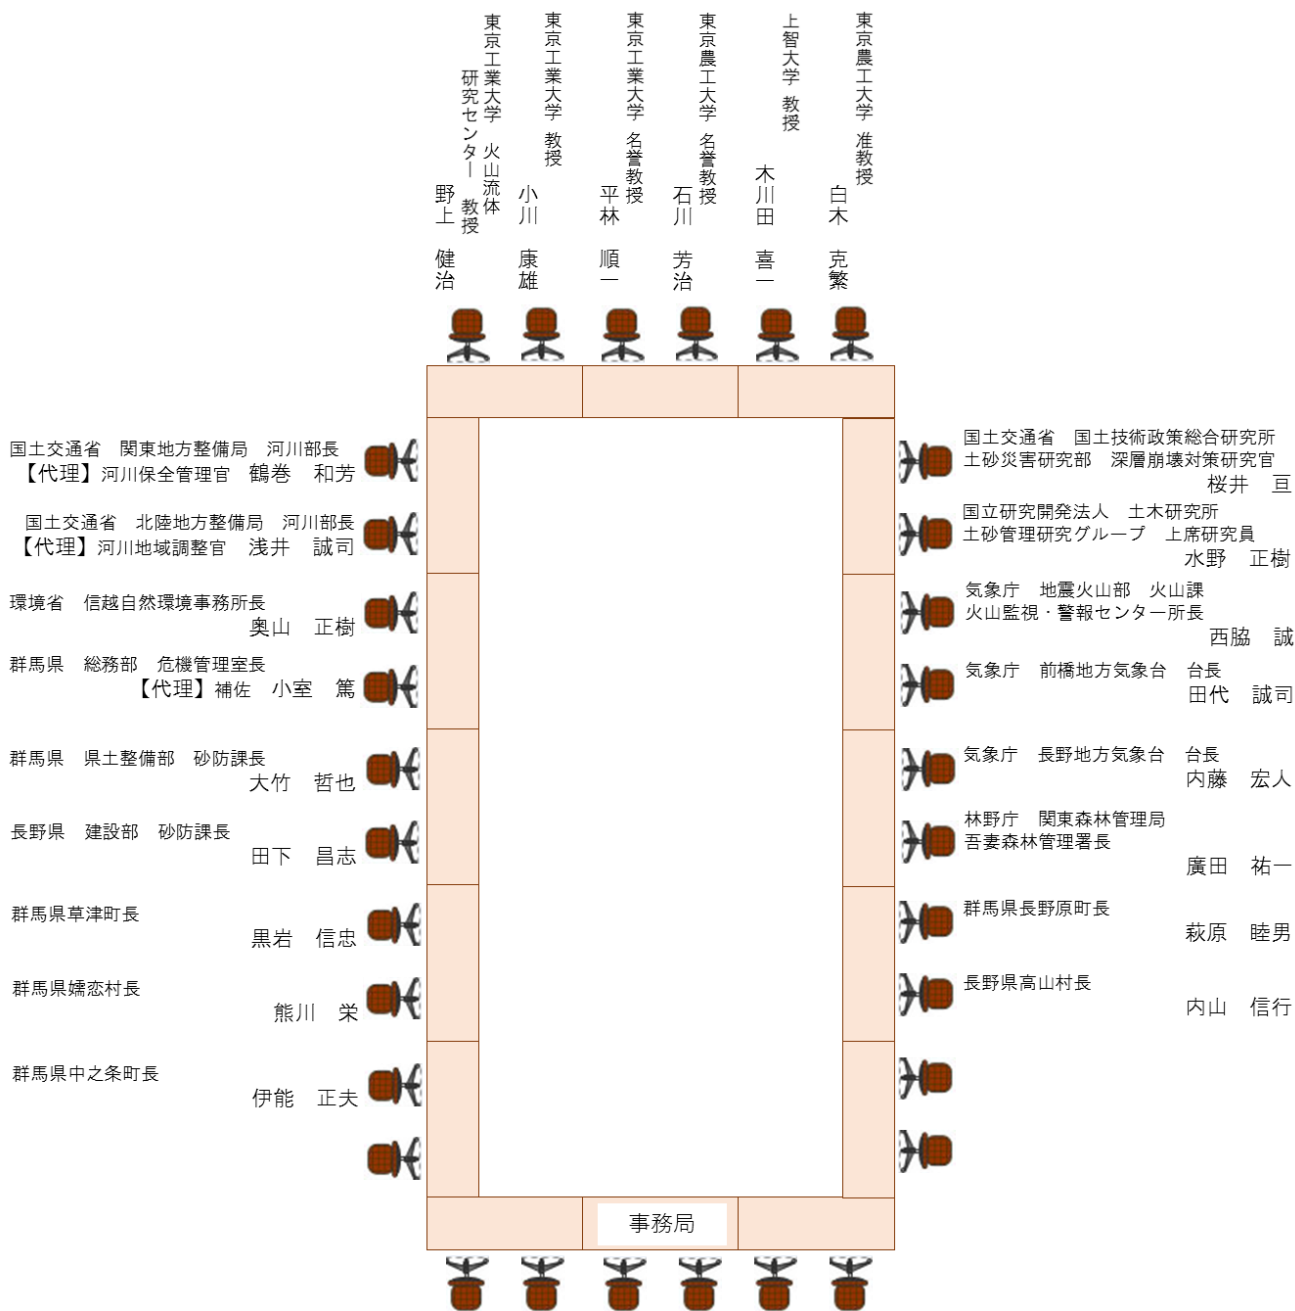 東京工業大学　火山流体
研究センター　教授
野上　健治
東京工業大学 教授
小川　康雄
東京工業大学 名誉教授
平林　順一
東京農工大学 名誉教授
石川　芳治
上智大学 教授
木川田　喜一
東京農工大学 准教授
白木　克繁
国土交通省　関東地方整備局　河川部長
【代理】河川保全管理官　鶴巻　和芳
国土交通省　北陸地方整備局　河川部長
【代理】河川地域調整官　浅井　誠司
環境省　信越自然環境事務所長
奥山　正樹
群馬県　総務部　危機管理室長
【代理】補佐　小室　篤
群馬県　県土整備部　砂防課長
大竹　哲也
長野県　建設部　砂防課長
田下　昌志
群馬県草津町長
黒岩　信忠
群馬県嬬恋村長
熊川　栄
群馬県中之条町長
伊能　正夫
国土交通省　国土技術政策総合研究所
土砂災害研究部　深層崩壊対策研究官
桜井　亘
国立研究開発法人　土木研究所
土砂管理研究グループ　上席研究員
水野　正樹
気象庁　地震火山部　火山課
火山監視・警報センター所長
西脇　誠
気象庁　前橋地方気象台　台長
田代　誠司
気象庁　長野地方気象台　台長
内藤　宏人
林野庁　関東森林管理局
吾妻森林管理署長
廣田　祐一
群馬県長野原町長
萩原　睦男
長野県高山村長
内山　信行
事務局